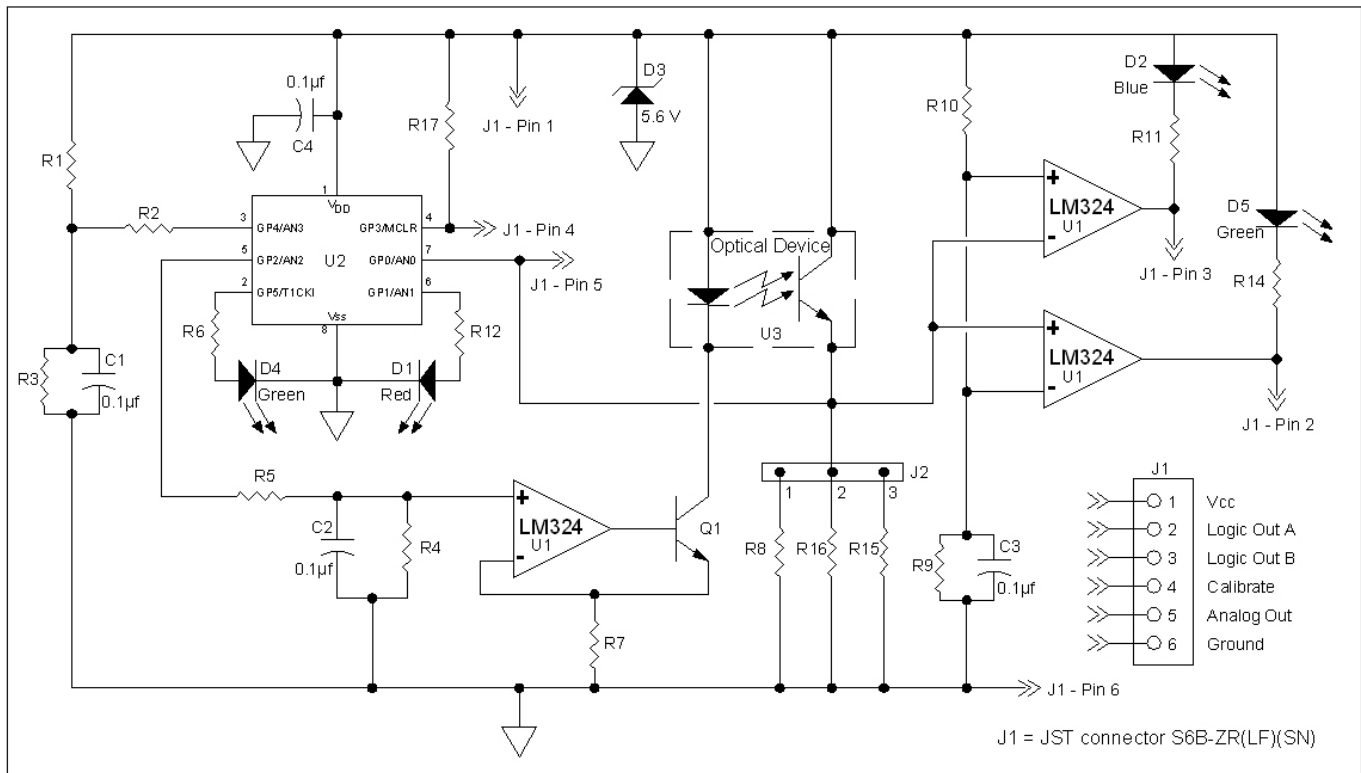 D2
Blue
D3
5.6 V
0.1µf
C4
R17
J1 - Pin 1
R10
R11
R1
1
VDD
R2
3
GP4/AN3
GP3/MCLR
4
J1 - Pin 4
5
GP2/AN2
U2
GP0/AN0
7
J1 - Pin 5
2
GP5/T1CKI
GP1/AN1
6
Vss
8
R6
R12
D4
Green
D1
Red
Optical Device
U3
+
LM324
U1
-
J1 - Pin 3
D5
Green
R14
+
LM324
U1
-
J1 - Pin 2
R3
C1
0.1µf
R5
C2
0.1µf
R4
+
LM324
U1
-
Q1
R7
J2
1
2
3
R8
R16
R15
R9
C3
0.1µf
J1
1
Vcc
2
Logic Out A
3
Logic Out B
4
Calibrate
5
Analog Out
6
Ground
J1 - Pin 6
J1 = JST connector S6B-ZR(LF)(SN)